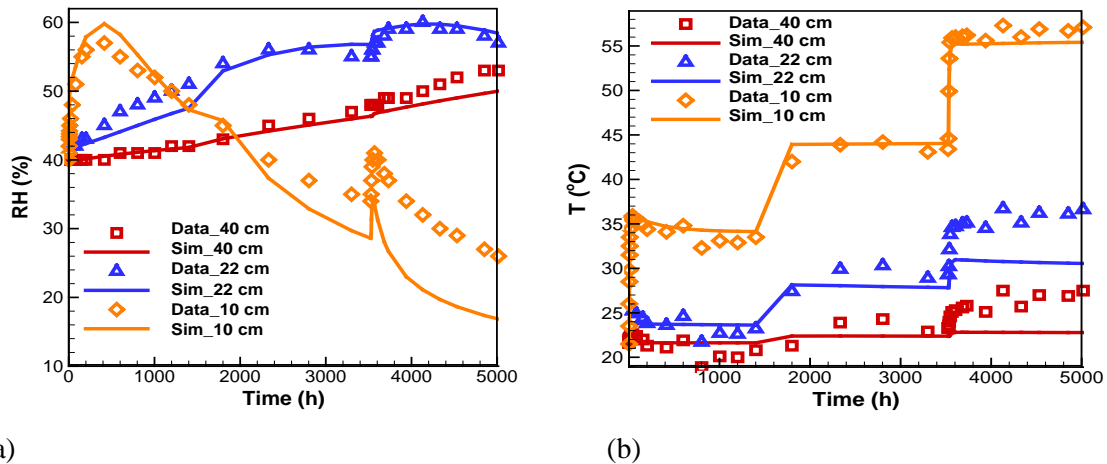 60
50
40
30
20
10
RH (%)
Data_40 cm
Sim_40 cm
Data_22 cm
Sim_22 cm
Data_10 cm
Sim_10 cm
0 1000 2000 3000 4000 5000
Time (h)
a)
55
50
45
40
35
30
25
20
T (°C)
Data_40 cm
Sim_40 cm
Data_22 cm
Sim_22 cm
Data_10 cm
Sim_10 cm
1000 2000 3000 4000 5000
Time (h)
(b)